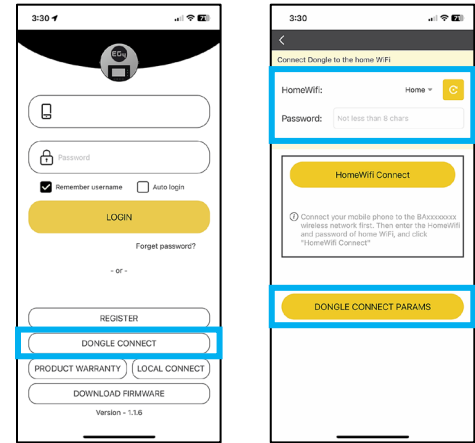 3:30
EG4
Password
Remember username
Auto login
LOGIN
Forget password?
- or -
REGISTER
DONGLE CONNECT
PRODUCT WARRANTY
LOCAL CONNECT
DOWNLOAD FIRMWARE
Version - 1.1.6
3:30
Connect Dongle to the home WiFi
HomeWifi:
Home
Password:
Not less than 8 chars
HomeWifi Connect
Connect your mobile phone to the BAxxxxxxxx
wireless network first. Then enter the HomeWifi
and password of home WiFi, and click
"HomeWifi Connect"
DONGLE CONNECT PARAMS